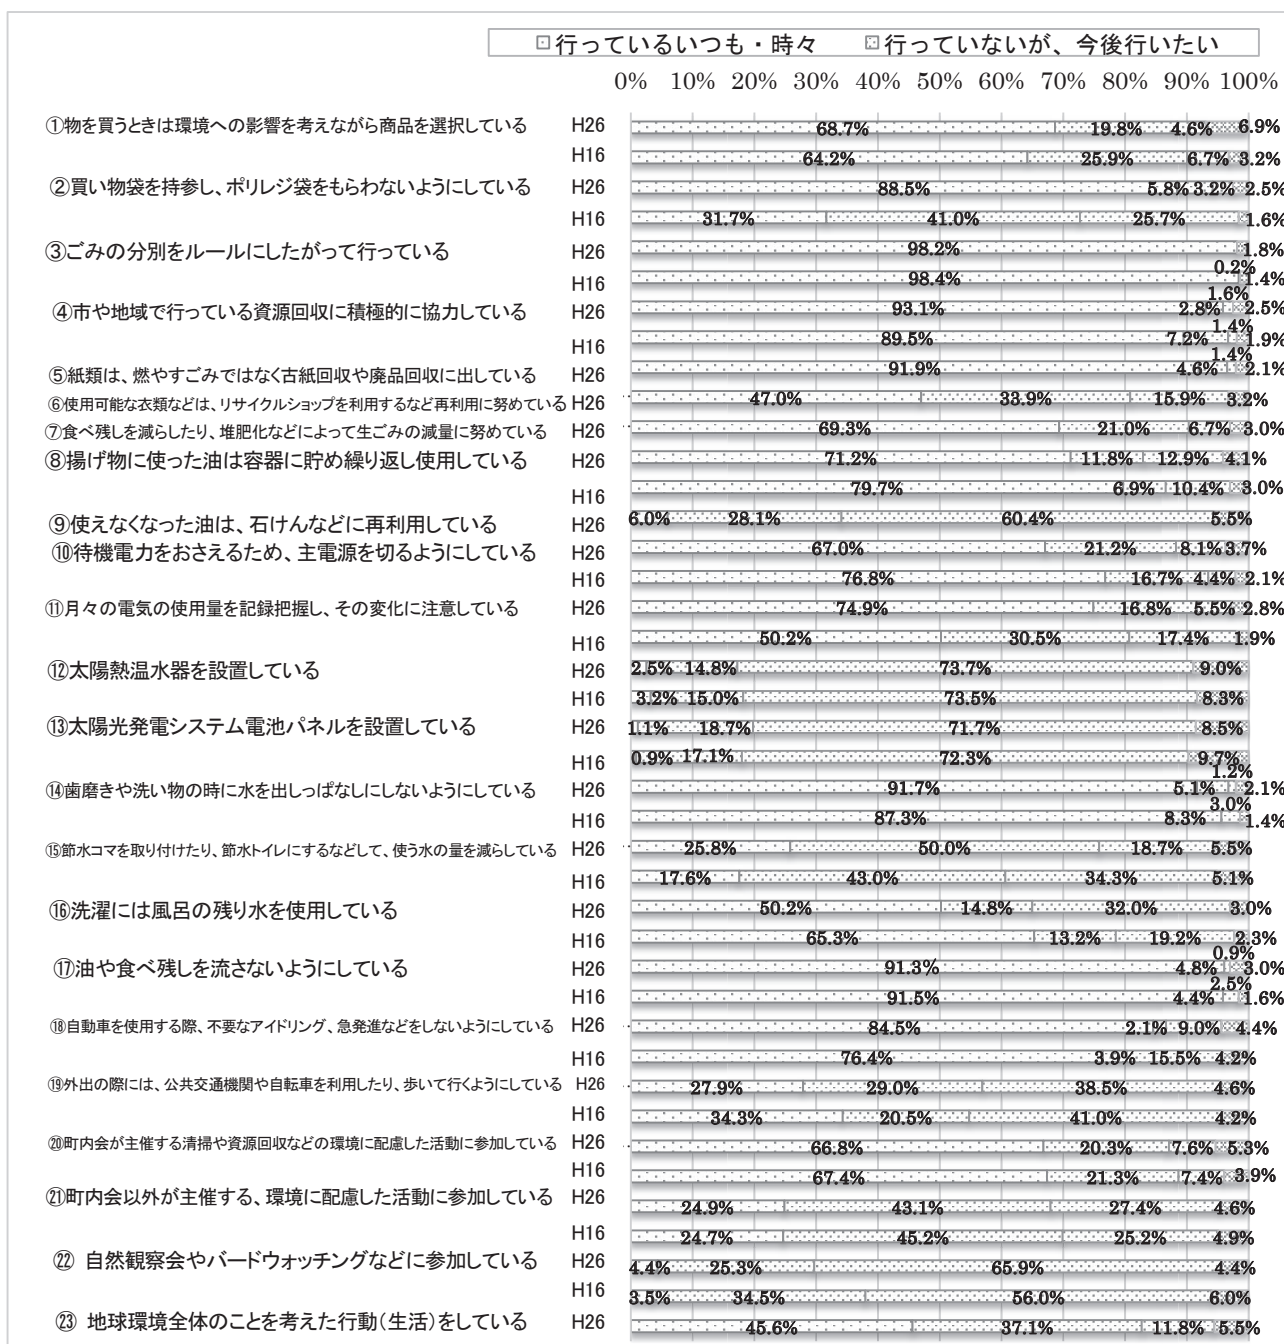 行っているいつも・時々 行っていないが、今後行いたい
0% 10% 20% 30% 40% 50% 60% 70% 80% 90% 100%
①物を買うときは環境への影響を考えながら商品を選択している H26 68.7% 19.8% 4.6% 6.9%
H16 64.2% 25.9% 6.7% 3.2%
②買い物袋を持参し、ポリレジ袋をもらわないようにしている H26 88.5% 5.8% 3.2% 2.5%
H16 31.7% 41.0% 25.7% 1.6%
③ごみの分別をルールにしたがって行っている H26 98.2% 1.8%
0.2%
H16 98.4% 1.4%
1.6%
④市や地域で行っている資源回収に積極的に協力している H26 93.1% 2.8% 2.5%
1.4%
H16 89.5% 7.2% 1.9%
1.4%
⑤紙類は、燃やすごみではなく古紙回収や廃品回収に出している H26 91.9% 4.6% 2.1%
⑥使用可能な衣類などは、リサイクルショップを利用するなど再利用に努めている H26 47.0% 33.9% 15.9% 3.2%
⑦食べ残しを減らしたり、堆肥化などによって生ごみの減量に努めている H26 69.3% 21.0% 6.7% 3.0%
⑧揚げ物に使った油は容器に貯め繰り返し使用している H26 71.2% 11.8% 12.9% 4.1%
H16 79.7% 6.9% 10.4% 3.0%
⑨使えなくなった油は、石けんなどに再利用している H26 6.0% 28.1% 60.4% 5.5%
⑩待機電力をおさえるため、主電源を切るようにしている H26 67.0% 21.2% 8.1% 3.7%
H16 76.8% 16.7% 4.4% 2.1%
⑪月々の電気の使用量を記録把握し、その変化に注意している H26 74.9% 16.8% 5.5% 2.8%
H16 50.2% 30.5% 17.4% 1.9%
⑫太陽熱温水器を設置している H26 2.5% 14.8% 73.7% 9.0%
H16 3.2% 15.0% 73.5% 8.3%
⑬太陽光発電システム電池パネルを設置している H26 1.1% 18.7% 71.7% 8.5%
H16 0.9% 17.1% 72.3% 9.7%
1.2%
⑭歯磨きや洗い物の時に水を出しっぱなしにしないようにしている H26 91.7% 5.1% 2.1%
3.0%
H16 87.3% 8.3% 1.4%
⑮節水コマを取り付けたり、節水トイレにするなどして、使う水の量を減らしている H26 25.8% 50.0% 18.7% 5.5%
H16 17.6% 43.0% 34.3% 5.1%
⑯洗濯には風呂の残り水を使用している H26 50.2% 14.8% 32.0% 3.0%
H16 65.3% 13.2% 19.2% 2.3%
0.9%
⑰油や食べ残しを流さないようにしている H26 91.3% 4.8% 3.0%
2.5%
H16 91.5% 4.4% 1.6%
⑱自動車を使用する際、不要なアイドリング、急発進などをしないようにしている H26 84.5% 2.1% 9.0% 4.4%
H16 76.4% 3.9% 15.5% 4.2%
⑲外出の際には、公共交通機関や自転車を利用したり、歩いて行くようにしている H26 27.9% 29.0% 38.5% 4.6%
H16 34.3% 20.5% 41.0% 4.2%
⑳町内会が主催する清掃や資源回収などの環境に配慮した活動に参加している H26 66.8% 20.3% 7.6% 5.3%
H16 67.4% 21.3% 7.4% 3.9%
㉑町内会以外が主催する、環境に配慮した活動に参加している H26 24.9% 43.1% 27.4% 4.6%
H16 24.7% 45.2% 25.2% 4.9%
㉒ 自然観察会やバードウォッチングなどに参加している H26 4.4% 25.3% 65.9% 4.4%
H16 3.5% 34.5% 56.0% 6.0%
㉓ 地球環境全体のことを考えた行動(生活)をしている H26 45.6% 37.1% 11.8% 5.5%